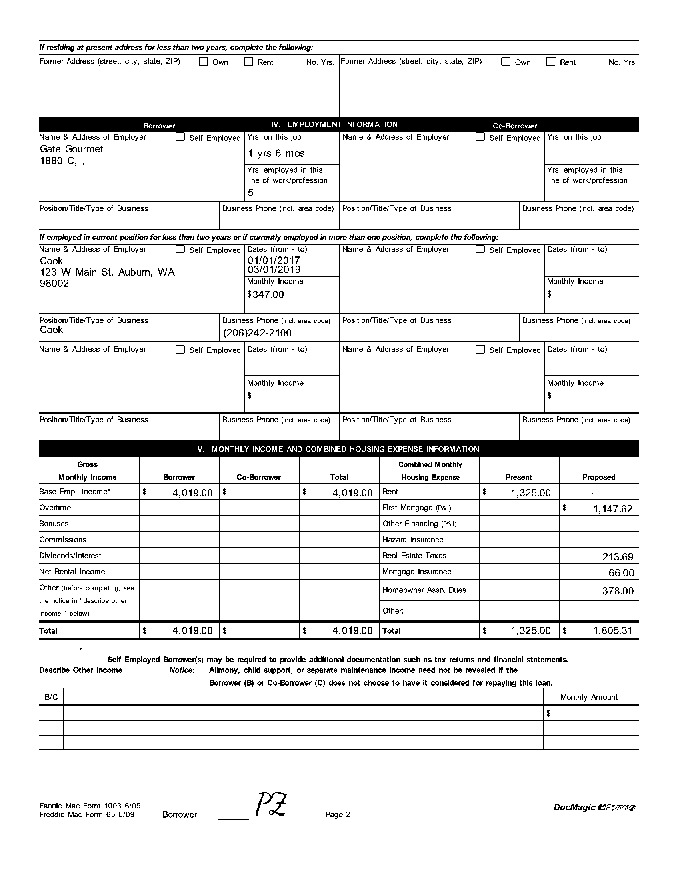 If residing at present address for less than two years, complete the following:
Former Address (street, city, state, ZIP) Own Rent No. Yrs. Former Address (street, city, state, ZIP) Own Rent No. Yrs
Borrower IV. EMPLOYMENT INFORMATION Co-Borrower
Name & Address of Employer Self Employed Yrs on this job Name & Address of Employer Self Employed Yrs on this job
Gate Gourmet
1 yrs 6 mos
Yrs. employed in this line of work/profession Yrs. employed in this line of work/profession
5
Position/Title/Type of Business Business Phone (incl. area code) Position/Title/Type of Business Business Phone (incl. area code)
If employed in current position for less than two years or if currently employed in more than one position, complete the following:
Name & Address of Employer Self Employed Dates (from - to) Name & Address of Employer Self Employed Dates (from - to)
Cook 01/01/2017
123 W Main St. Auburn, WA 03/01/2019
98002 Monthly Income Monthly Income
$347.00 $
Position/Title/Type of Business Business Phone (incl. area code) Position/Title/Type of Business Business Phone (incl. area code)
Cook (206)242-2100
Name & Address of Employer Self Employed Dates (from - to) Name & Address of Employer Self Employed Dates (from - to)
Monthly Income Monthly Income
$ $
Position/Title/Type of Business Business Phone (incl. area code) Position/Title/Type of Business Business Phone (incl. area code)
V. MONTHLY INCOME AND COMBINED HOUSING EXPENSE INFORMATION
Gross Combined Monthly
Monthly Income Borrower Co-Borrower Total Housing Expense Present Proposed
Base Empl. Income* $ 4,019.00 $ $ 4,019.00 Rent $ 1,325.00
Overtime First Mortgage (P&I) $ 1,147.62
Bonuses Other Financing (P&I)
Commissions Hazard Insurance
Dividends/Interest Real Estate Taxes 213.69
Net Rental Income Mortgage Insurance 66.00
Other (before completing, see Homeowner Assn. Dues 378.00
the notice in "describe other
income," below) Other:
Total $ 4,019.00 $ $ 4,019.00 Total $ 1,325.00 $ 1,805.31
* Self Employed Borrower(s) may be required to provide additional documentation such as tax returns and financial statements.
Describe Other Income Notice: Alimony, child support, or separate maintenance income need not be revealed if the
Borrower (B) or Co-Borrower (C) does not choose to have it considered for repaying this loan.
B/C Monthly Amount
$
Fannie Mae Form 1003 6/05
Freddie Mac Form 65 6/05 Borrower PZ Page 2
DocMagic